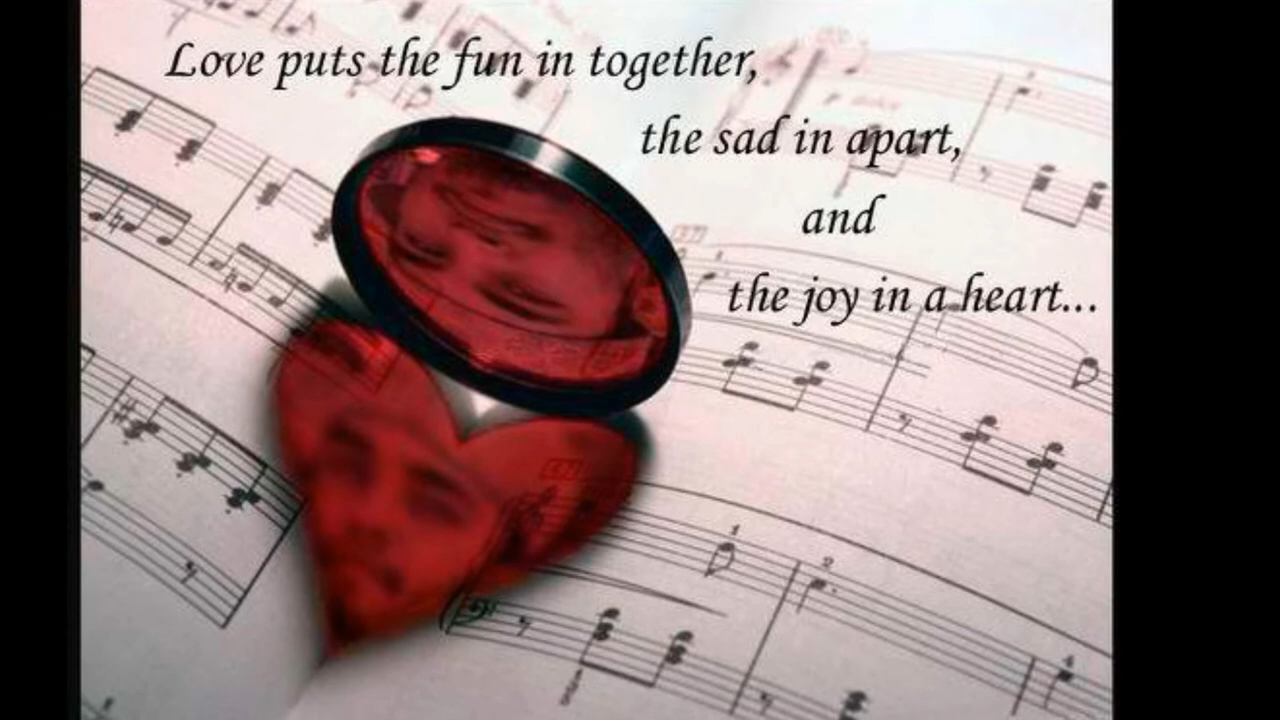 Love puts the fun in together,
the sad in apart,
and
the joy in a heart...